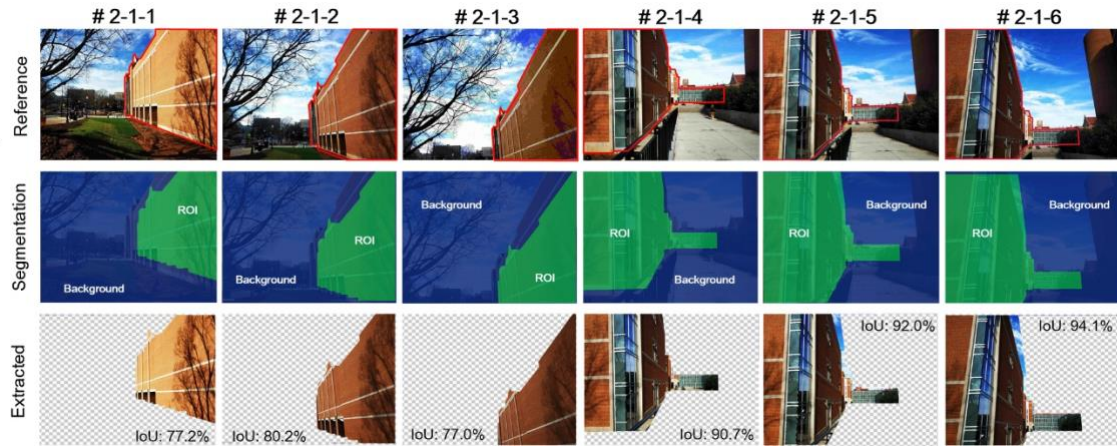 # 2-1-1
# 2-1-2
# 2-1-3
# 2-1-4
# 2-1-5
# 2-1-6
Refference
Segmentation
ROI
Background
ROI
Background
Background
ROI
ROI
Background
Background
ROI
Background
ROI
Extracted
IoU: 77.2%
IoU: 80.2%
IoU: 77.0%
IoU: 90.7%
IoU: 92.0%
IoU: 94.1%